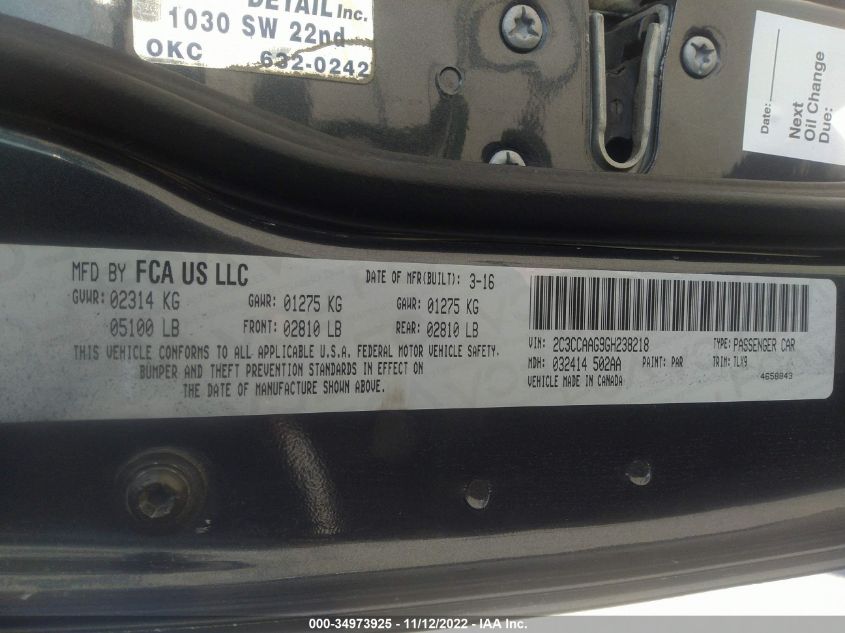 DETAIL Inc.
1030 SW 22nd
OKC 632-0242
Date:
Next
Oil Change
Due:
MFD BY FCA US LLC
DATE OF MFR(BUILT): 3-16
GVWR: 02314 KG GAWR: 01275 KG GAWR: 01275 KG
05100 LB FRONT: 02810 LB REAR: 02810 LB
THIS VEHICLE CONFORMS TO ALL APPLICABLE U.S.A. FEDERAL MOTOR VEHICLE SAFETY,
BUMPER AND THEFT PREVENTION STANDARDS IN EFFECT ON
THE DATE OF MANUFACTURE SHOWN ABOVE.
VIN: 2C3CCAAG9GH238218 TYPE: PASSENGER CAR
MDH: 032414 502AA PAINT: PAR TRIM: TLX9
VEHICLE MADE IN CANADA 4658843
000-34973925 - 11/12/2022 - IAA Inc.